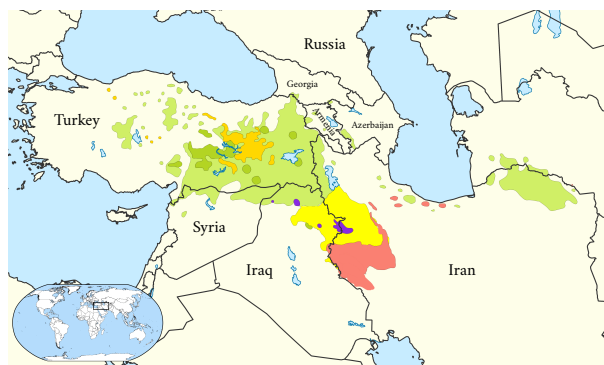 Russia
Georgia
Turkey
Armenia
Azerbaijan
Syria
Iraq
Iran